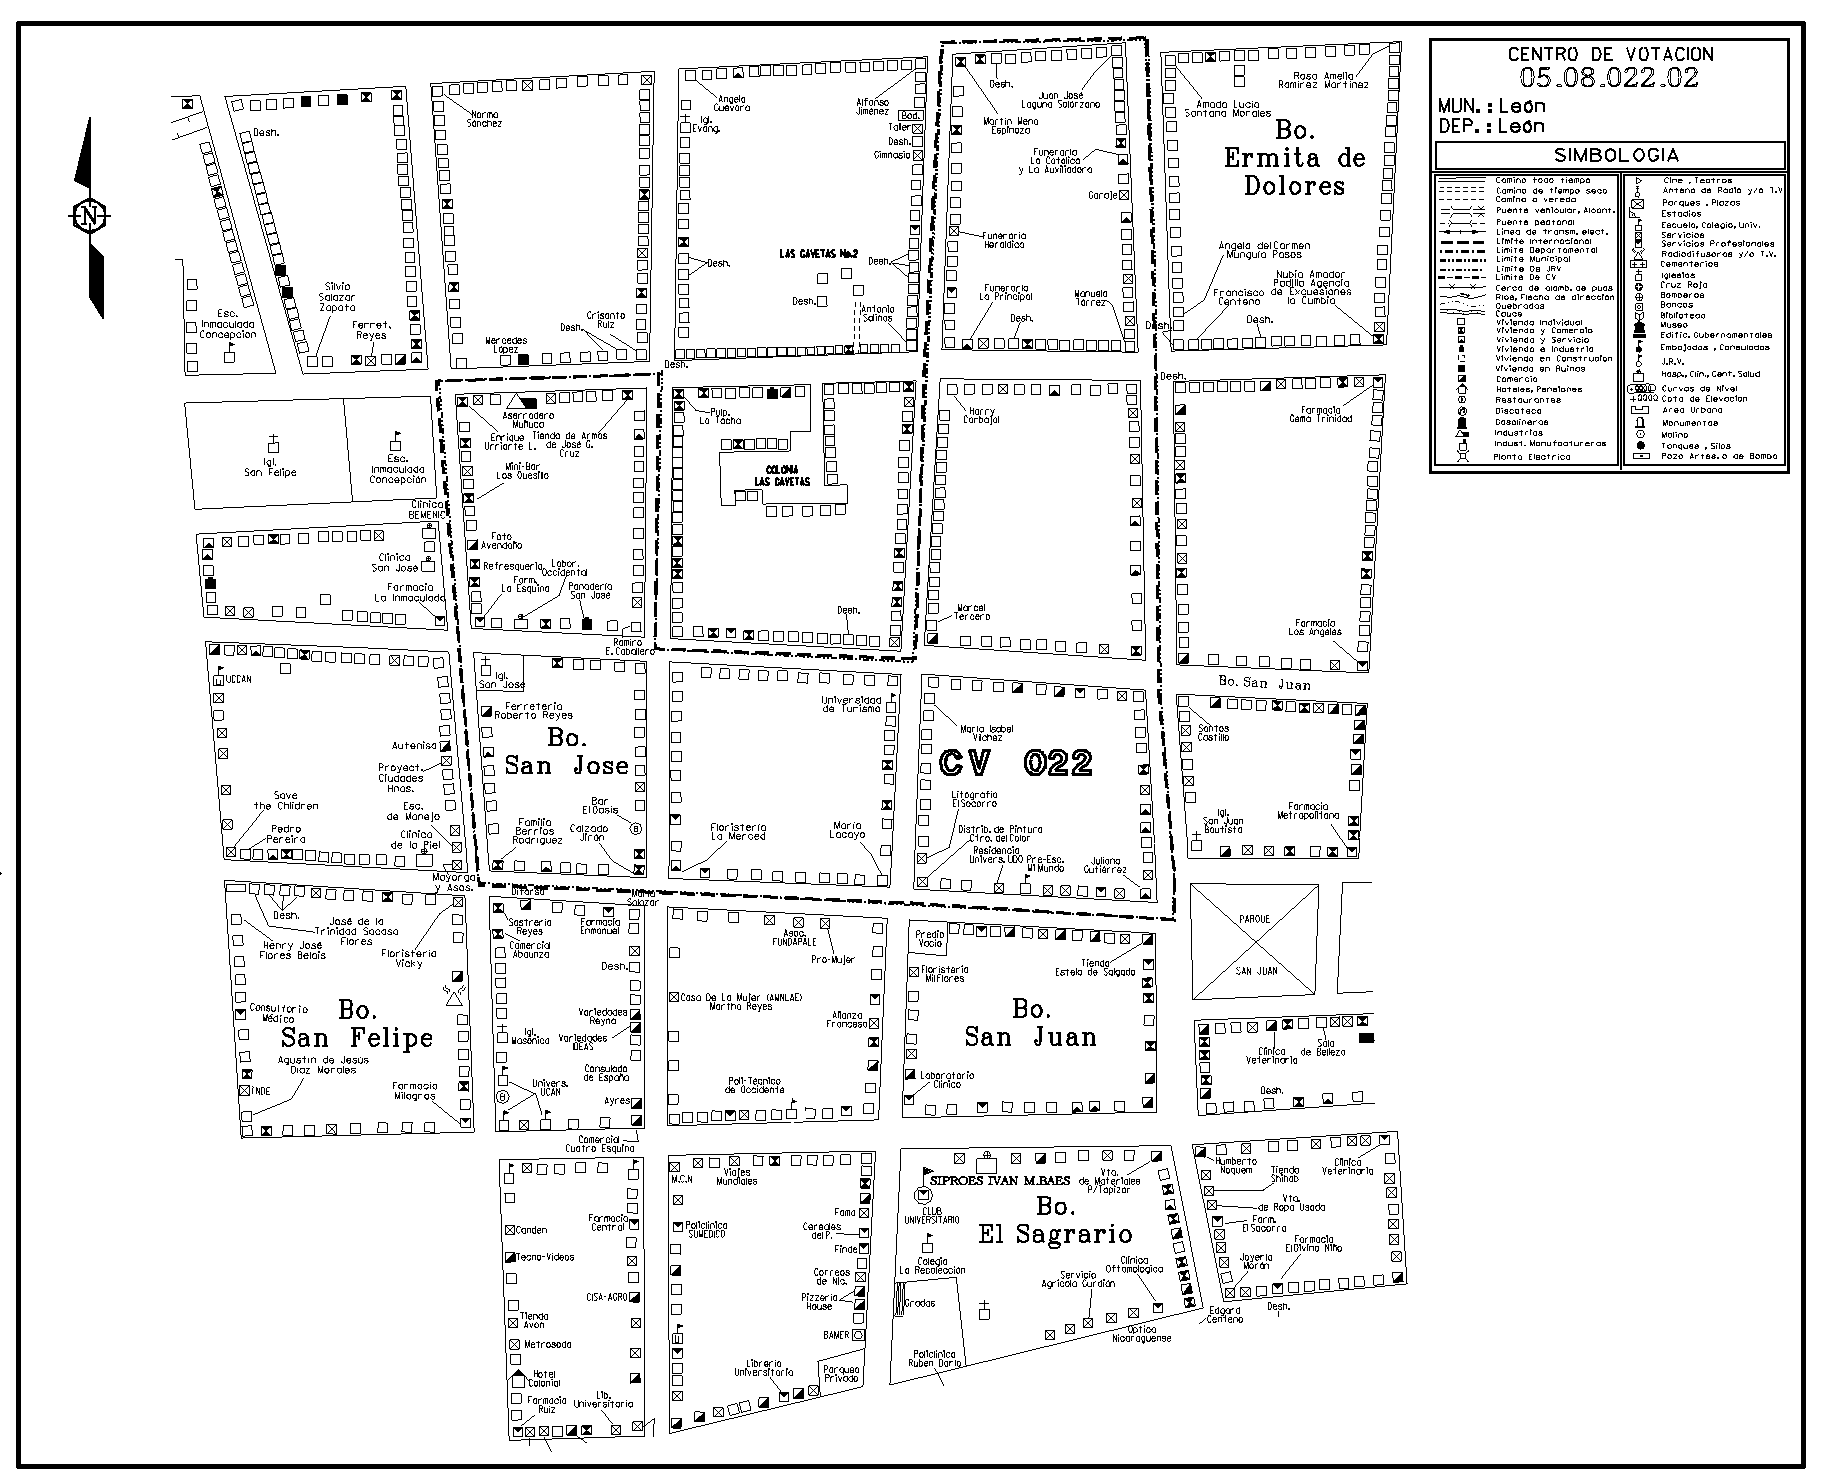 CENTRO DE VOTACION
05.08.022.02
MUN.: León
DEP.: León
SIMBOLOGIA
Camino todo tiempo
Camino de tiempo seco
Camino o vereda
Puente vehicular, Alcant.
Puente peatonal
Linea de transm. elect.
Limite Internacional
Limite Departamental
Limite Municipal
Limite De JRV
Limite De CV
Cerca de alamb. de puas
Rios, Flecha de dirección
Quebradas
Cauce
Vivienda Individual
Vivienda y Comercio
Vivienda y Servicio
Vivienda e Industria
Vivienda en Construcion
Vivienda en Ruinas
Comercio
Hoteles, Pensiones
Restaurantes
Discoteca
Gasolineras
Industrias
Indust. Manufactureras
Planta Electrica
Cine, Teatros
Antena de Radio y/o T.V
Parques, Plazas
Estadios
Escuela, Colegio, Univ.
Servicios
Servicios Profesionales
Radiodifusoras y/o T.V.
Cementerios
Iglesias
Cruz Roja
Bomberos
Bancos
Biblioteca
Museo
Edific. Gubernamentales
Embajadas, Consulados
J.R.V.
Hosp., Clin., Cent. Salud
Curvas de Nivel
Cota de Elevacion
Area Urbana
Monumentos
Molino
Tanques, Silos
Pozo Artes. o de Bomba
N
Desh.
Esc.
Inmaculada
Concepción
Silvio
Salazar
Zapata
Ferret.
Reyes
Norma
Sánchez
Crisanto
Ruiz
Desh.
Mercedes
López
Angela
Guevara
Igl.
Evang.
Alfonso
Jiménez
Bod.
Taller
Desh.
Gimnasio
LAS GAVETAS No.2
Desh.
Desh.
Desh.
Antonio
Salinas
Desh.
Desh.
Martin Mena
Espinoza
Juan José
Laguna Solórzano
Funeraria
La Catolica
y La Auxiliadora
Garaje
Funeraria
Heraldica
Funeraria
La Principal
Desh.
Manuela
Tórrez
Amada Lucia
Santana Morales
Rosa Amelia
Ramirez Martinez
Bo.
Ermita de
Dolores
Angela del Carmen
Munguia Pasos
Nubia Amador
Padilla Agencia
de Excuesiones
la Cumbia
Francisco
Centeno
Desh.
Desh.
Desh.
Igl.
San Felipe
Esc.
Inmaculada
Concepción
Clinica
BEMENIC
Aserradero
Muñuco
Enrique
Urriarte L.
Tienda de Armas
de José G.
Cruz
Mini-Bar
Los Quesillo
Foto
Avendaño
Refresqueria
Labor.
Occidental
Farm.
La Esquina
Panaderia
San José
Ramiro
E. Caballero
Pulp.
La Tacha
COLONIA
LAS GAVETAS
Desh.
Harry
Carbajal
Marcel
Tercero
Farmacia
Gema Trinidad
Farmacia
Los Angeles
Bo. San Juan
Clinica
San José
Farmacia
La Inmaculada
UCCAN
Autenisa
Proyect.
Ciudades
Hnas.
Save
the Children
Esc.
de Manejo
Pedro
Pereira
Clinica
de la Piel
Mayorga
y Asos.
Igl.
San Jose
Ferreteria
Roberto Reyes
Bo.
San Jose
Bar
El Oasis
Familia
Berrios
Rodriguez
Calzado
Jirón
Universidad
de Turismo
Floristeria
La Merced
Maria
Lacayo
Maria Isabel
Vilchez
CV 022
Litografia
El Socorro
Distrib. de Pintura
Ctro. del Color
Residencia
Univers. UDO
Pre-Esc.
Mi Mundo
Juliana
Gutiérrez
Santos
Castillo
Igl.
San Juan
Bautista
Farmacia
Metropolitana
PARQUE
SAN JUAN
Desh.
José de la
Trinidad Sacasa
Flores
Henry José
Flores Belais
Floristeria
Vicky
Consultorio
Médico
Bo.
San Felipe
Agustin de Jesús
Diaz Morales
INDE
Farmacia
Milagros
Difarsa
Maria
Salazar
Sastreria
Reyes
Farmacia
Enmanuel
Comercial
Abaunza
Desh.
Variedades
Reyna
Igl.
Masónica
Variedades
IDEAS
Consulado
de España
Univers.
UCAN
Ayres
Comercial
Cuatro Esquina
Asoc.
FUNDAPALE
Pro-Mujer
Casa De La Mujer (AMNLAE)
Martha Reyes
Alianza
Francesa
Poli-Técnico
de Occidente
Predio
Vacio
Floristeria
Mil Flores
Tienda
Estela de Salgado
Bo.
San Juan
Laboratorio
Clinico
Clinica
Veterinaria
Sala
de Belleza
Desh.
Canden
Farmacia
Central
Tecno-Videos
CISA-AGRO
Tienda
Avon
Metrosoda
Hotel
Colonial
Farmacia
Ruiz
Lib.
Universitaria
M.C.N
Viajes
Mundiales
Policlinica
SUMEDICO
Fama
Cereales
del P.
Finde
Correos
de Nic.
Pizzeria
House
BAMER
Libreria
Universitaria
Parqueo
Privado
SIPROES IVAN M.BAES
Vta.
de Materiales
P/Tapizar
CLUB
UNIVERSITARIO
Bo.
El Sagrario
Colegio
La Recolección
Gradas
Servicio
Agricola Gurdián
Clinica
Oftomologica
Optica
Nicaraguense
Policlinica
Ruben Dario
Humberto
Noguem
Tienda
Shinab
Clinica
Veterinaria
Vta.
de Ropa Usada
Farm.
El Socorro
Farmacia
El Divino Niño
Joyeria
Morán
Edgard
Centeno
Desh.